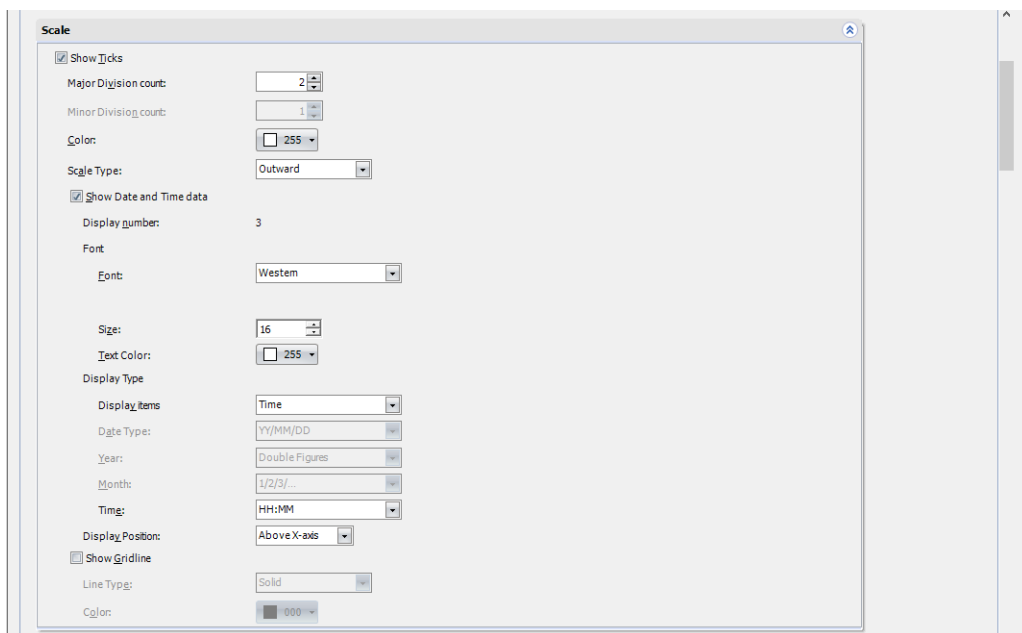 Scale
Show Ticks
Major Division count: 2
Minor Division count: 1
Color: 255
Scale Type: Outward
Show Date and Time data
Display number: 3
Font
Font: Western
Size: 16
Text Color: 255
Display Type
Display items Time
Date Type: YY/MM/DD
Year: Double Figures
Month: 1/2/3/...
Time: HH:MM
Display Position: Above X-axis
Show Gridline
Line Type: Solid
Color: 000